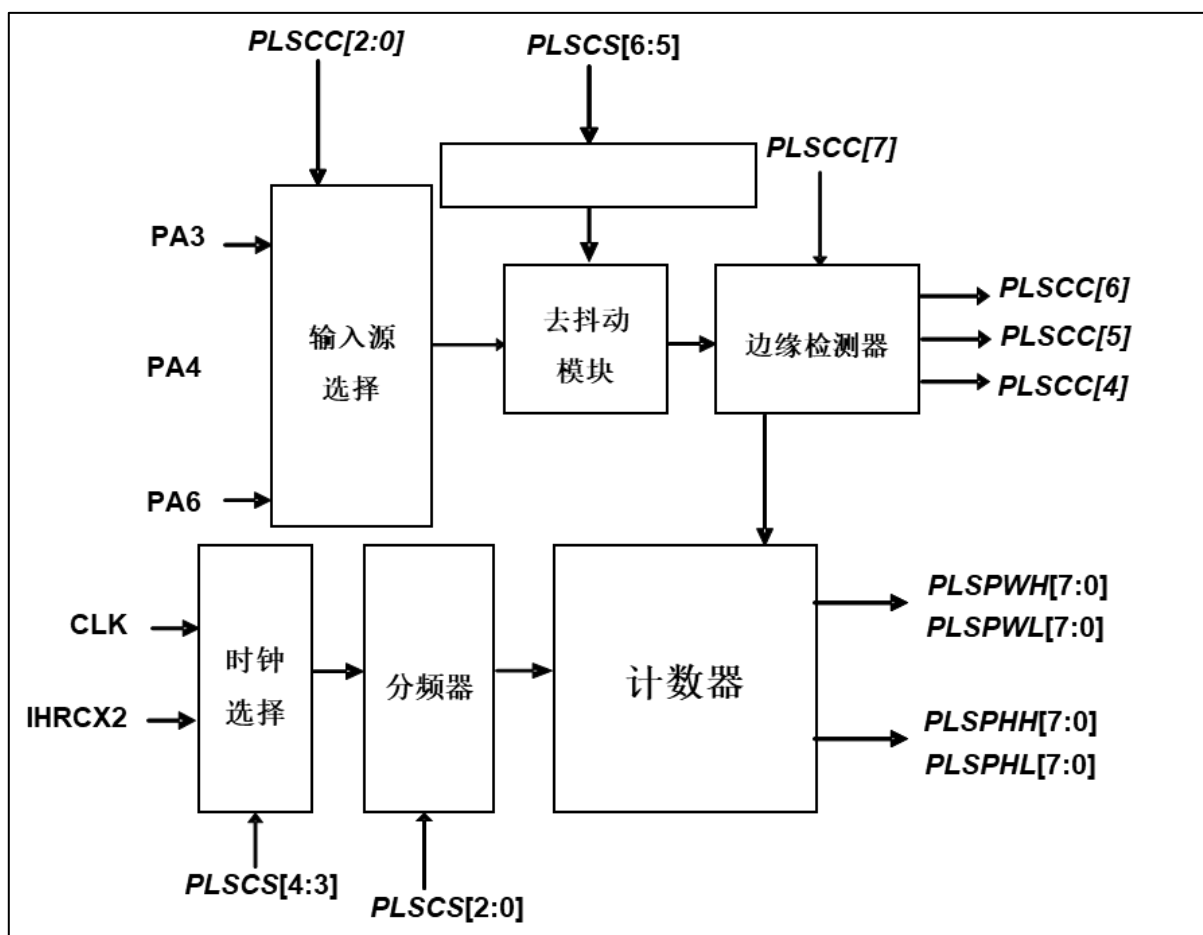 PLSCC[2:0]
PLSCS[6:5]
PLSCC[7]
PA3
PA4
PA6
输入源
选择
去抖动
模块
边缘检测器
PLSCC[6]
PLSCC[5]
PLSCC[4]
CLK
IHRCX2
时钟
选择
分频器
计数器
PLSPWH[7:0]
PLSPWL[7:0]
PLSPHH[7:0]
PLSPHL[7:0]
PLSCS[4:3]
PLSCS[2:0]